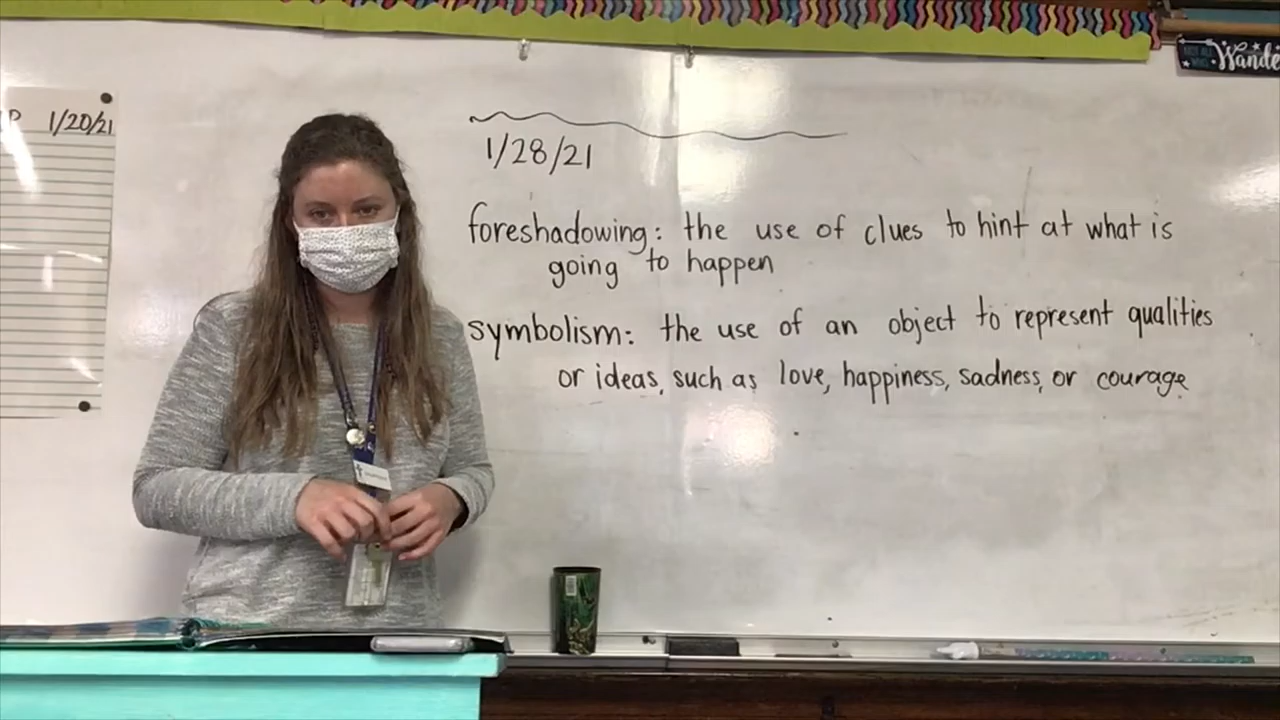 P 1/20/21
Wande
1/28/21
foreshadowing: the use of clues to hint at what is
going to happen
symbolism: the use of an object to represent qualities
or ideas, such as love, happiness, sadness, or courage